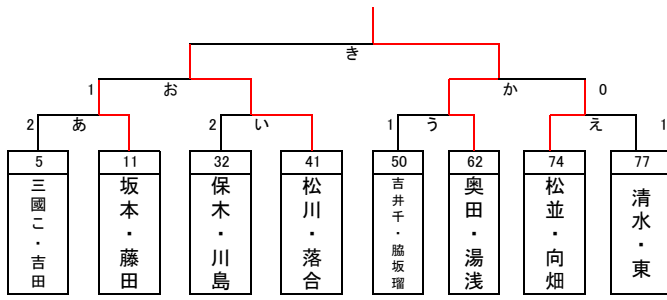 き
1 お か 0
2 あ 2 い 1 う え 1
5 11 32 41 50 62 74 77
三國こ・吉田
坂本・藤田
保木・川島
松川・落合
吉井千・脇坂瑠
奥田・湯浅
松並・向畑
清水・東